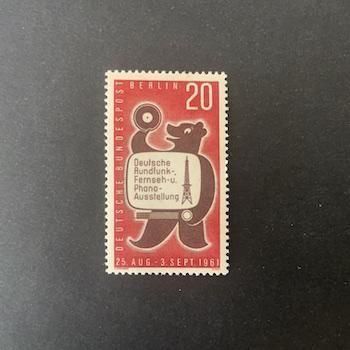 DEUTSCHE BUNDESPOST
BERLIN
20
Deutsche
Rundfunk-,
Fernseh-u.
Phono-
Ausstellung
25. AUG. - 3. SEPT. 1961